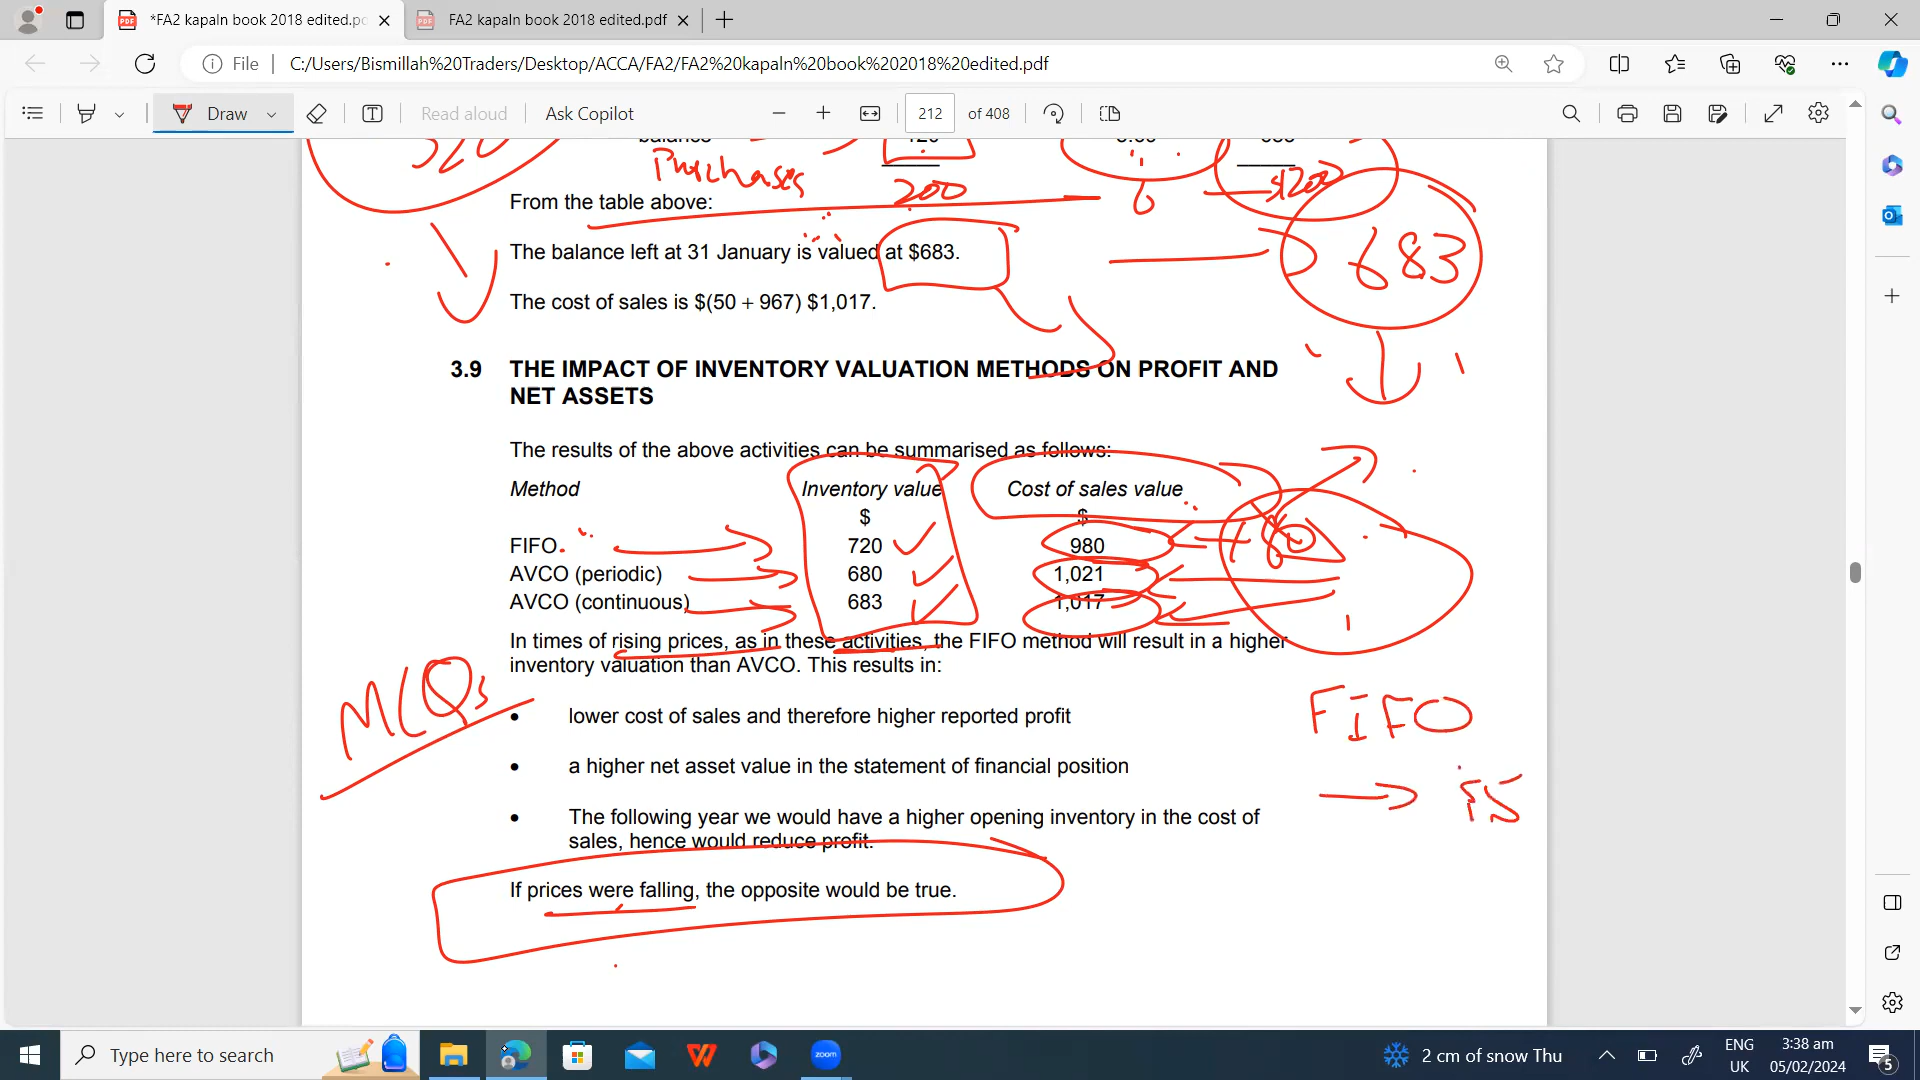 *FA2 kapaln book 2018 edited.pd
FA2 kapaln book 2018 edited.pdf
File
C:/Users/Bismillah%20Traders/Desktop/ACCA/FA2/FA2%20kapaln%20book%202018%20edited.pdf
Draw
Read aloud
Ask Copilot
212 of 408
balance
Purchases
200
6
$1200
From the table above:
The balance left at 31 January is valued at $683.
683
The cost of sales is $(50 + 967) $1,017.
3.9 THE IMPACT OF INVENTORY VALUATION METHODS ON PROFIT AND
NET ASSETS
The results of the above activities can be summarised as follows:
Method Inventory value Cost of sales value
$ $
FIFO 720 980
AVCO (periodic) 680 1,021
AVCO (continuous) 683 1,017
In times of rising prices, as in these activities, the FIFO method will result in a higher
inventory valuation than AVCO. This results in:
MCQs
• lower cost of sales and therefore higher reported profit
FIFO
• a higher net asset value in the statement of financial position
• The following year we would have a higher opening inventory in the cost of
sales, hence would reduce profit.
If prices were falling, the opposite would be true.
Type here to search
zoom
2 cm of snow Thu
ENG
UK
3:38 am
05/02/2024
5